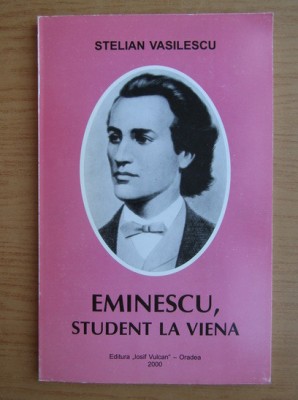 STELIAN VASILESCU
EMINESCU,
STUDENT LA VIENA
Editura „Iosif Vulcan” – Oradea
2000